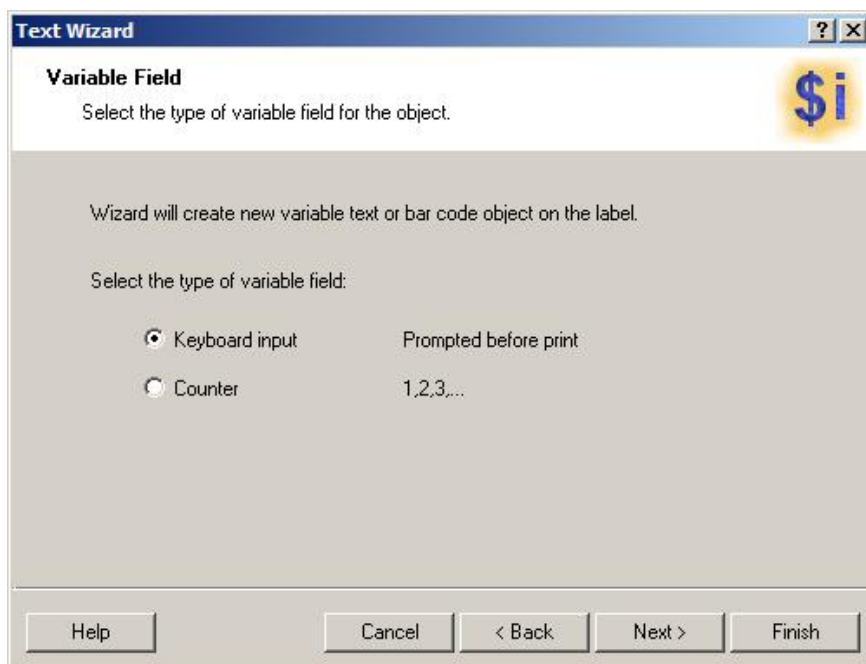 Text Wizard
Variable Field
Select the type of variable field for the object.
$i
Wizard will create new variable text or bar code object on the label.
Select the type of variable field:
Keyboard input Prompted before print
Counter 1,2,3,...
Help Cancel < Back Next > Finish